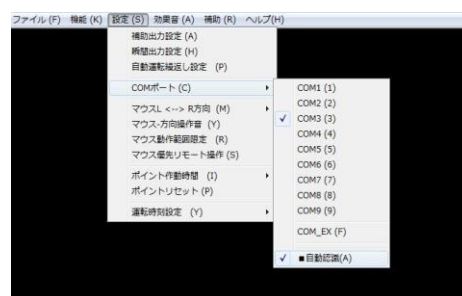 ファイル (F) 機能 (K) 設定 (S) 効果音 (A) 補助 (R) ヘルプ(H)
補助出力設定 (A)
瞬間出力設定 (H)
自動運転繰返し設定 (P)
COMポート (C)
マウスL <--> R方向 (M)
マウス-方向操作音 (Y)
マウス動作範囲限定 (R)
マウス優先リモート操作 (S)
ポイント作動時間 (I)
ポイントリセット (P)
運転時刻設定 (Y)
COM1 (1)
COM2 (2)
COM3 (3)
COM4 (4)
COM5 (5)
COM6 (6)
COM7 (7)
COM8 (8)
COM9 (9)
COM_EX (F)
■自動認識(A)